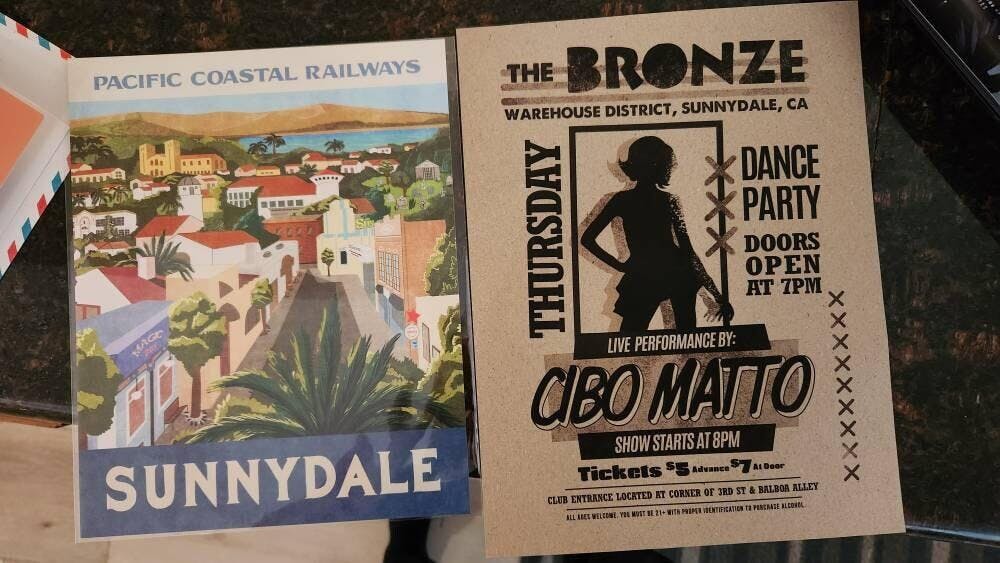 PACIFIC COASTAL RAILWAYS
MAGIC
SUNNYDALE
THE BRONZE
WAREHOUSE DISTRICT, SUNNYDALE, CA
THURSDAY
DANCE
PARTY
DOORS
OPEN
AT 7PM
LIVE PERFORMANCE BY:
CIBO MATTO
SHOW STARTS AT 8PM
Tickets $5 Advance $7 At Door
CLUB ENTRANCE LOCATED AT CORNER OF 3RD ST & BALBOA ALLEY
ALL AGES WELCOME. YOU MUST BE 21+ WITH PROPER IDENTIFICATION TO PURCHASE ALCOHOL.